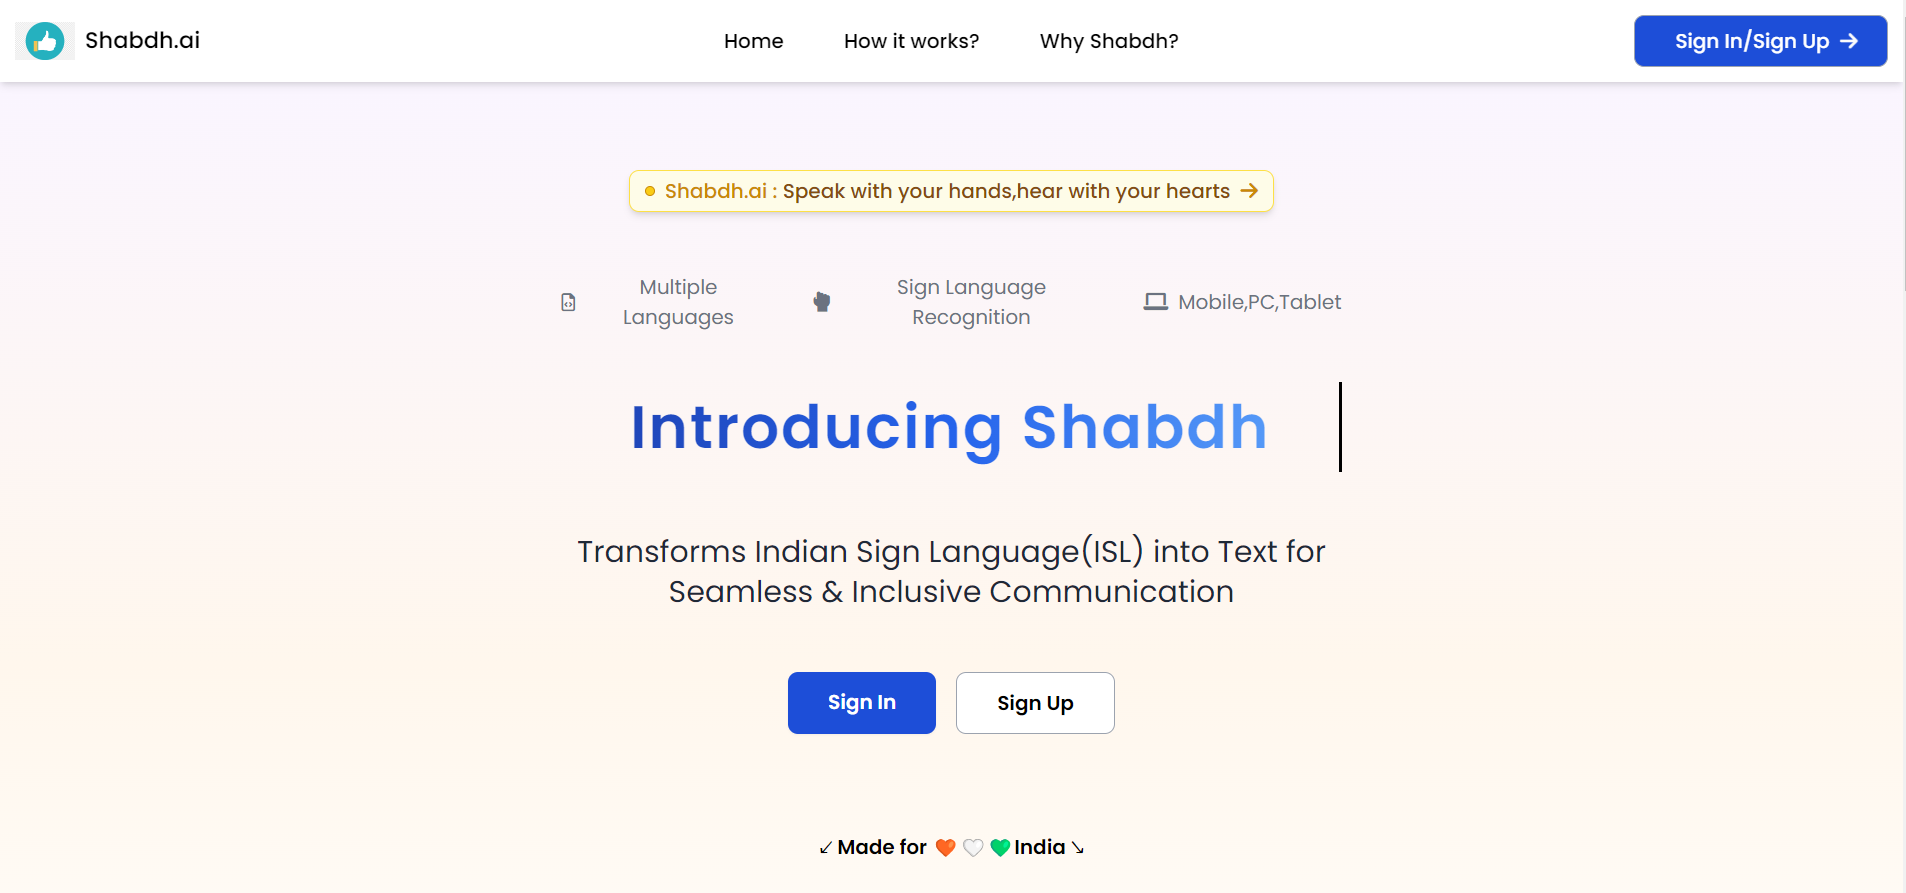 Shabdh.ai
Home
How it works?
Why Shabdh?
Sign In/Sign Up →
Shabdh.ai : Speak with your hands,hear with your hearts →
Multiple
Languages
Sign Language
Recognition
Mobile,PC,Tablet
Introducing Shabdh
Transforms Indian Sign Language(ISL) into Text for
Seamless & Inclusive Communication
Sign In
Sign Up
↙ Made for 🧡 🤍 💚 India ↘